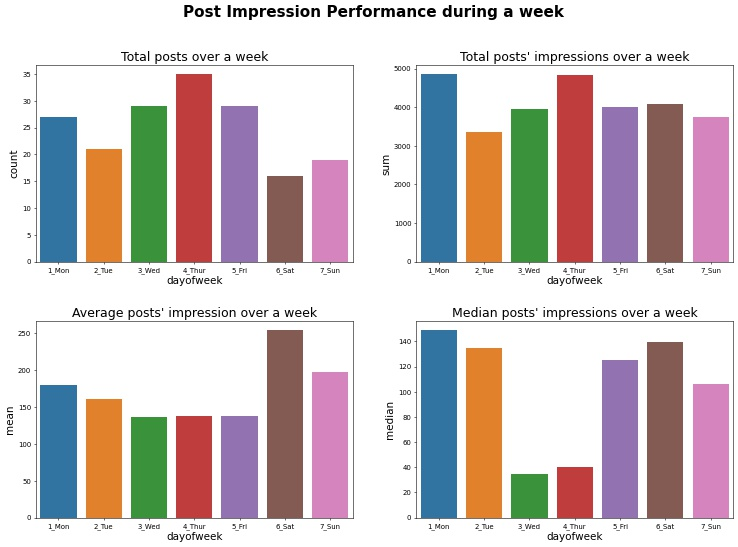 Post Impression Performance during a week
Total posts over a week
35
30
25
20
15
10
5
0
count
1_Mon 2_Tue 3_Wed 4_Thur 5_Fri 6_Sat 7_Sun
dayofweek
Total posts' impressions over a week
5000
4000
3000
2000
1000
0
sum
1_Mon 2_Tue 3_Wed 4_Thur 5_Fri 6_Sat 7_Sun
dayofweek
Average posts' impression over a week
250
200
150
100
50
0
mean
1_Mon 2_Tue 3_Wed 4_Thur 5_Fri 6_Sat 7_Sun
dayofweek
Median posts' impressions over a week
140
120
100
80
60
40
20
0
median
1_Mon 2_Tue 3_Wed 4_Thur 5_Fri 6_Sat 7_Sun
dayofweek